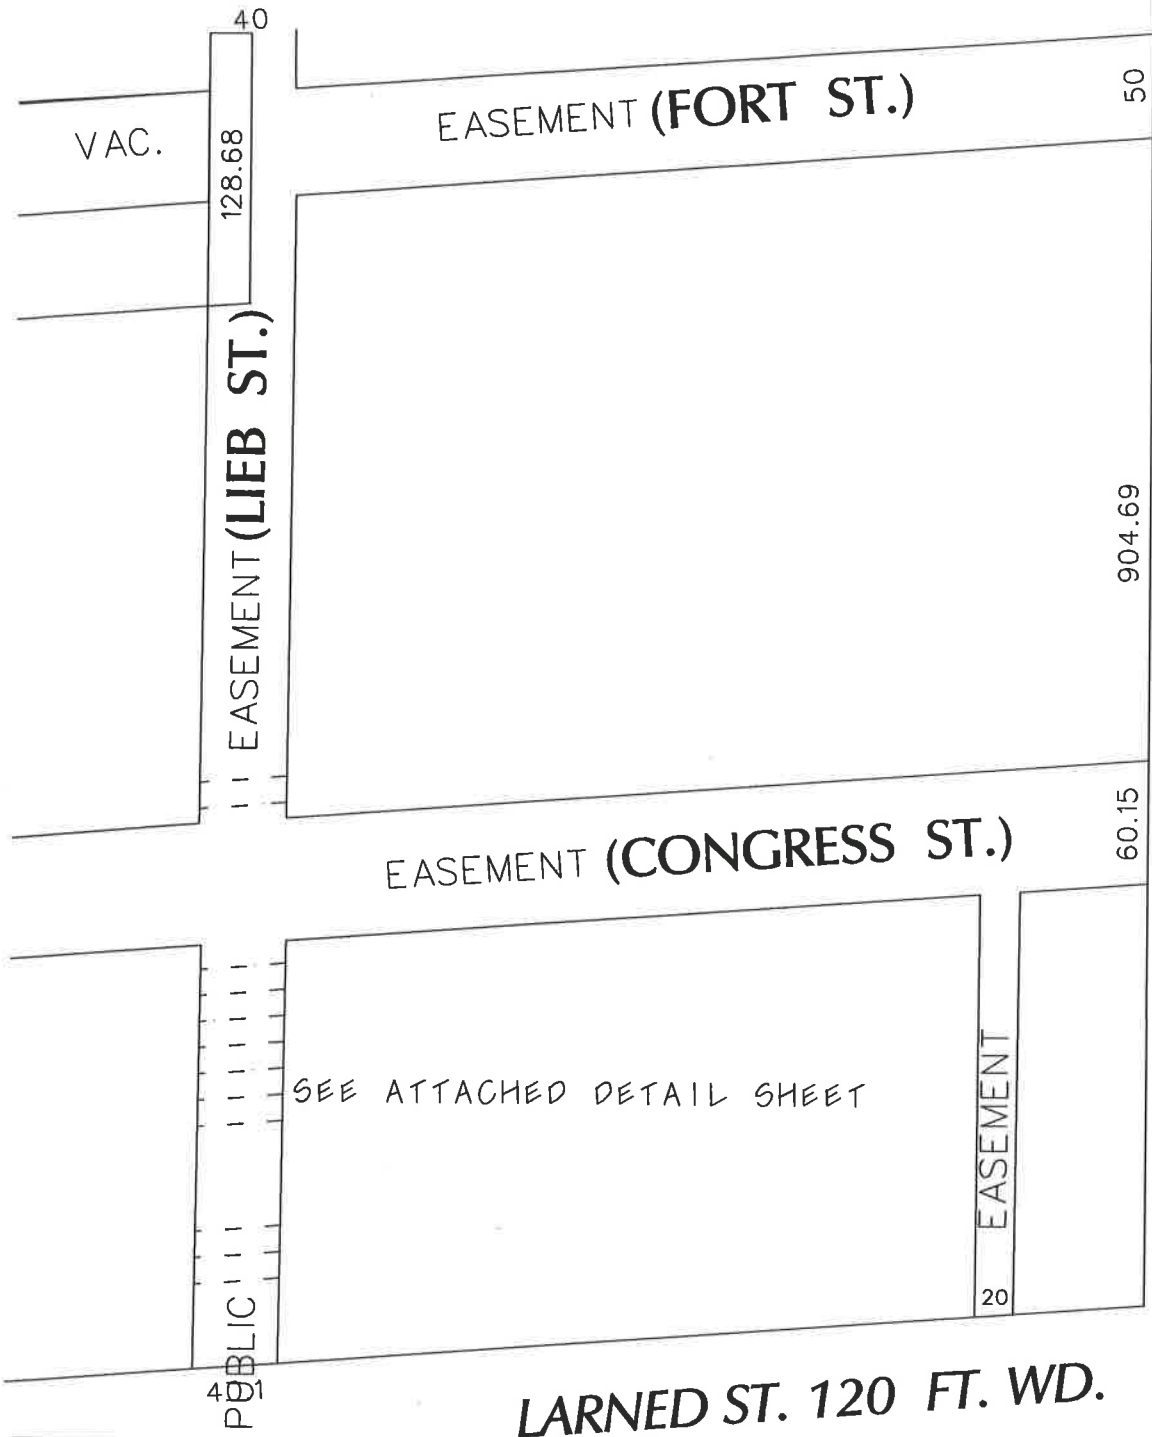 40
VAC.
128.68
EASEMENT (FORT ST.)
50
EASEMENT (LIEB ST.)
904.69
EASEMENT (CONGRESS ST.)
60.15
SEE ATTACHED DETAIL SHEET
EASEMENT
20
PUBLIC
LARNED ST. 120 FT. WD.